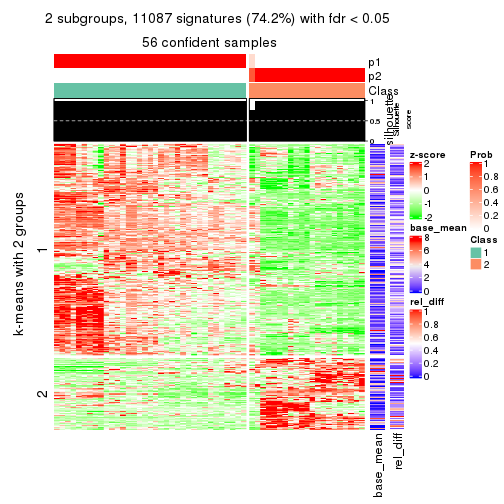 2 subgroups, 11087 signatures (74.2%) with fdr < 0.05
56 confident samples
p1
p2
Class
1
0.5
0
silhouette
Silhouette
score
k-means with 2 groups
1
2
z-score
2
1
0
-1
-2
base_mean
8
6
4
2
0
rel_diff
1
0.8
0.6
0.4
0.2
0
Prob
1
0.8
0.6
0.4
0.2
0
Class
1
2
base_mean
rel_diff